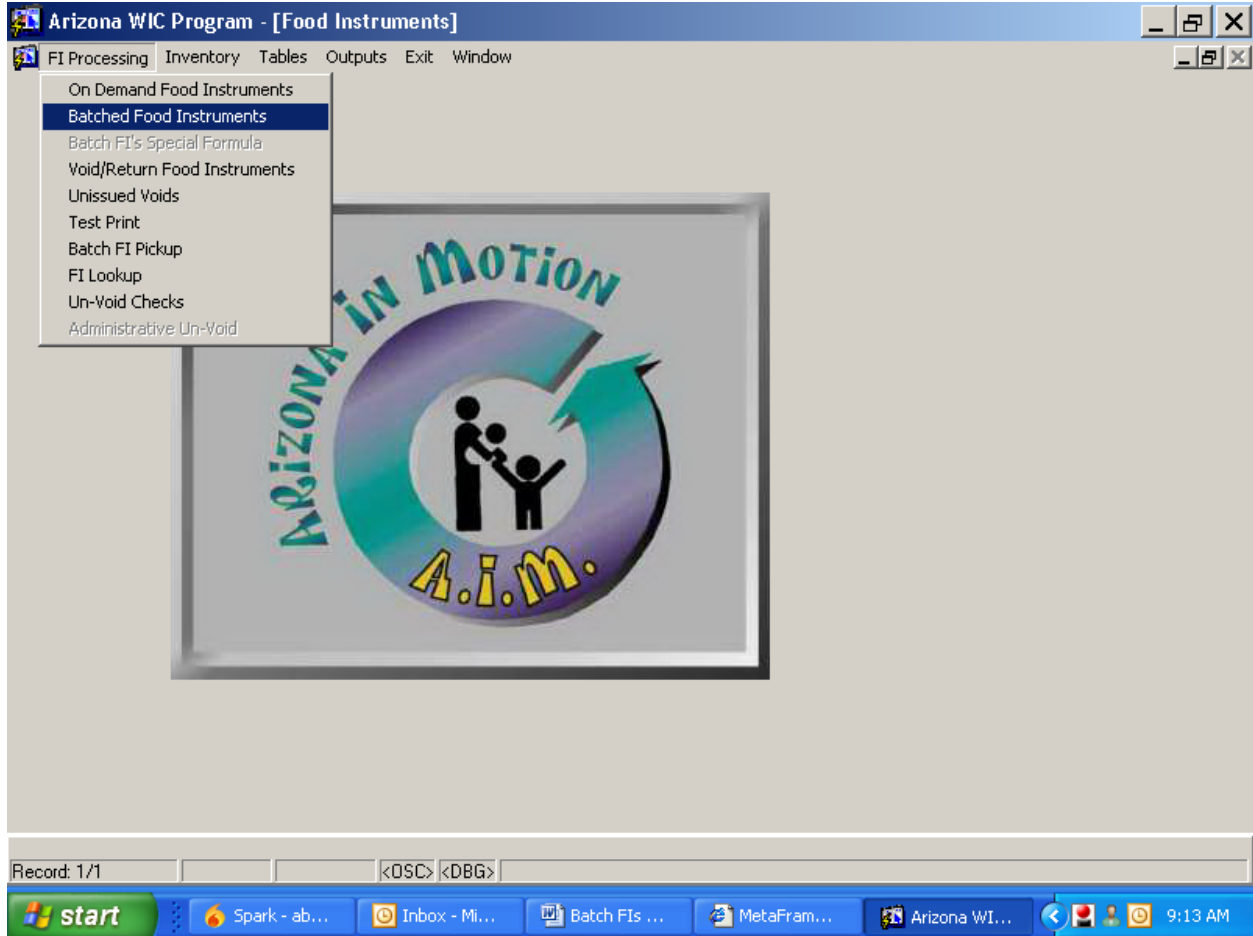 Arizona WIC Program - [Food Instruments]
FI Processing Inventory Tables Outputs Exit Window
On Demand Food Instruments
Batched Food Instruments
Batch FI's Special Formula
Void/Return Food Instruments
Unissued Voids
Test Print
Batch FI Pickup
FI Lookup
Un-Void Checks
Administrative Un-Void
ARIZONA IN MOTION
A.I.M.
Record: 1/1 <OSC> <DBG>
start Spark - ab... Inbox - Mi... Batch FIs ... MetaFram... Arizona WI... 9:13 AM